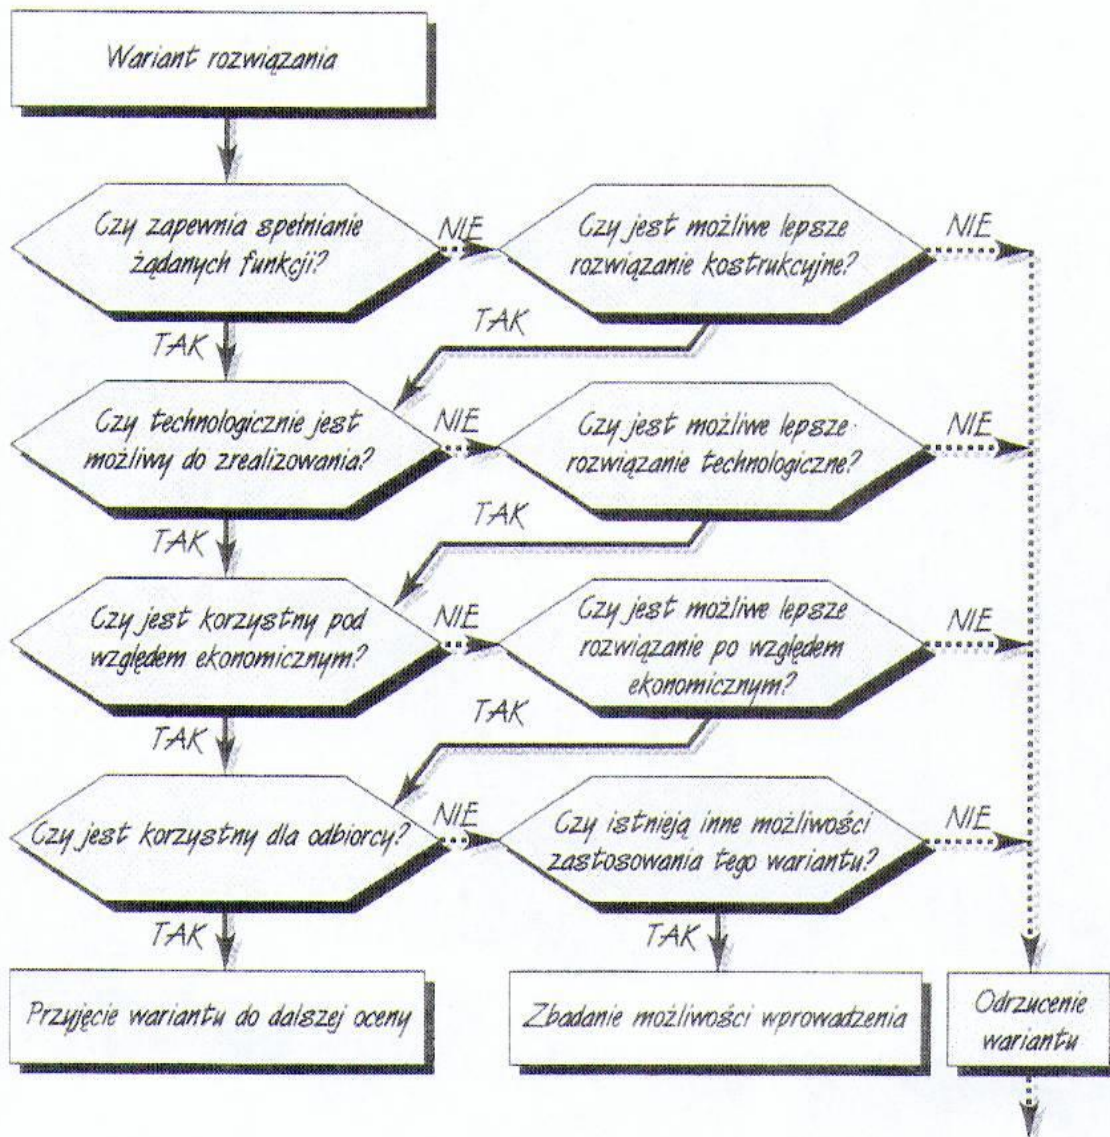 Wariant rozwiązania
Czy zapewnia spełnianie
żądanych funkcji?
NIE
Czy jest możliwe lepsze
rozwiązanie kostrukcyjne?
NIE
TAK
TAK
Czy technologicznie jest
możliwy do zrealizowania?
NIE
Czy jest możliwe lepsze
rozwiązanie technologiczne?
NIE
TAK
TAK
Czy jest korzystny pod
względem ekonomicznym?
NIE
Czy jest możliwe lepsze
rozwiązanie po względem
ekonomicznym?
NIE
TAK
TAK
Czy jest korzystny dla odbiorcy?
NIE
Czy istnieją inne możliwości
zastosowania tego wariantu?
NIE
TAK
TAK
Przyjęcie wariantu do dalszej oceny
Zbadanie możliwości wprowadzenia
Odrzucenie
wariantu